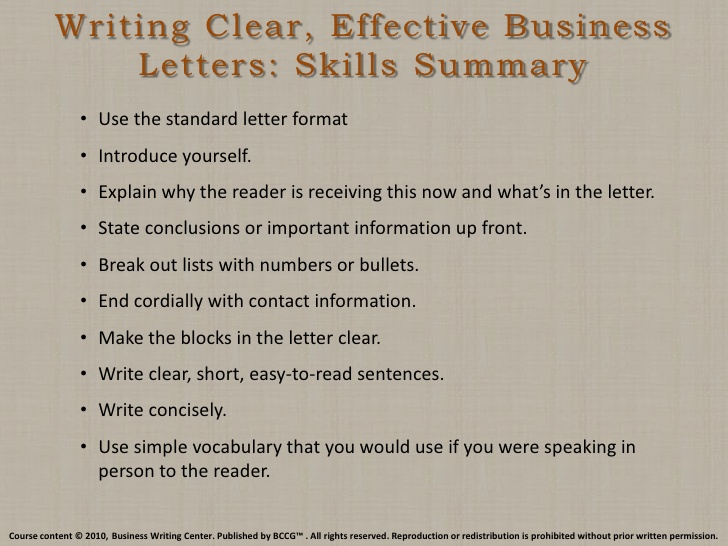 Writing Clear, Effective Business
Letters: Skills Summary
• Use the standard letter format
• Introduce yourself.
• Explain why the reader is receiving this now and what’s in the letter.
• State conclusions or important information up front.
• Break out lists with numbers or bullets.
• End cordially with contact information.
• Make the blocks in the letter clear.
• Write clear, short, easy-to-read sentences.
• Write concisely.
• Use simple vocabulary that you would use if you were speaking in
person to the reader.
Course content © 2010, Business Writing Center. Published by BCCG™ . All rights reserved. Reproduction or redistribution is prohibited without prior written permission.